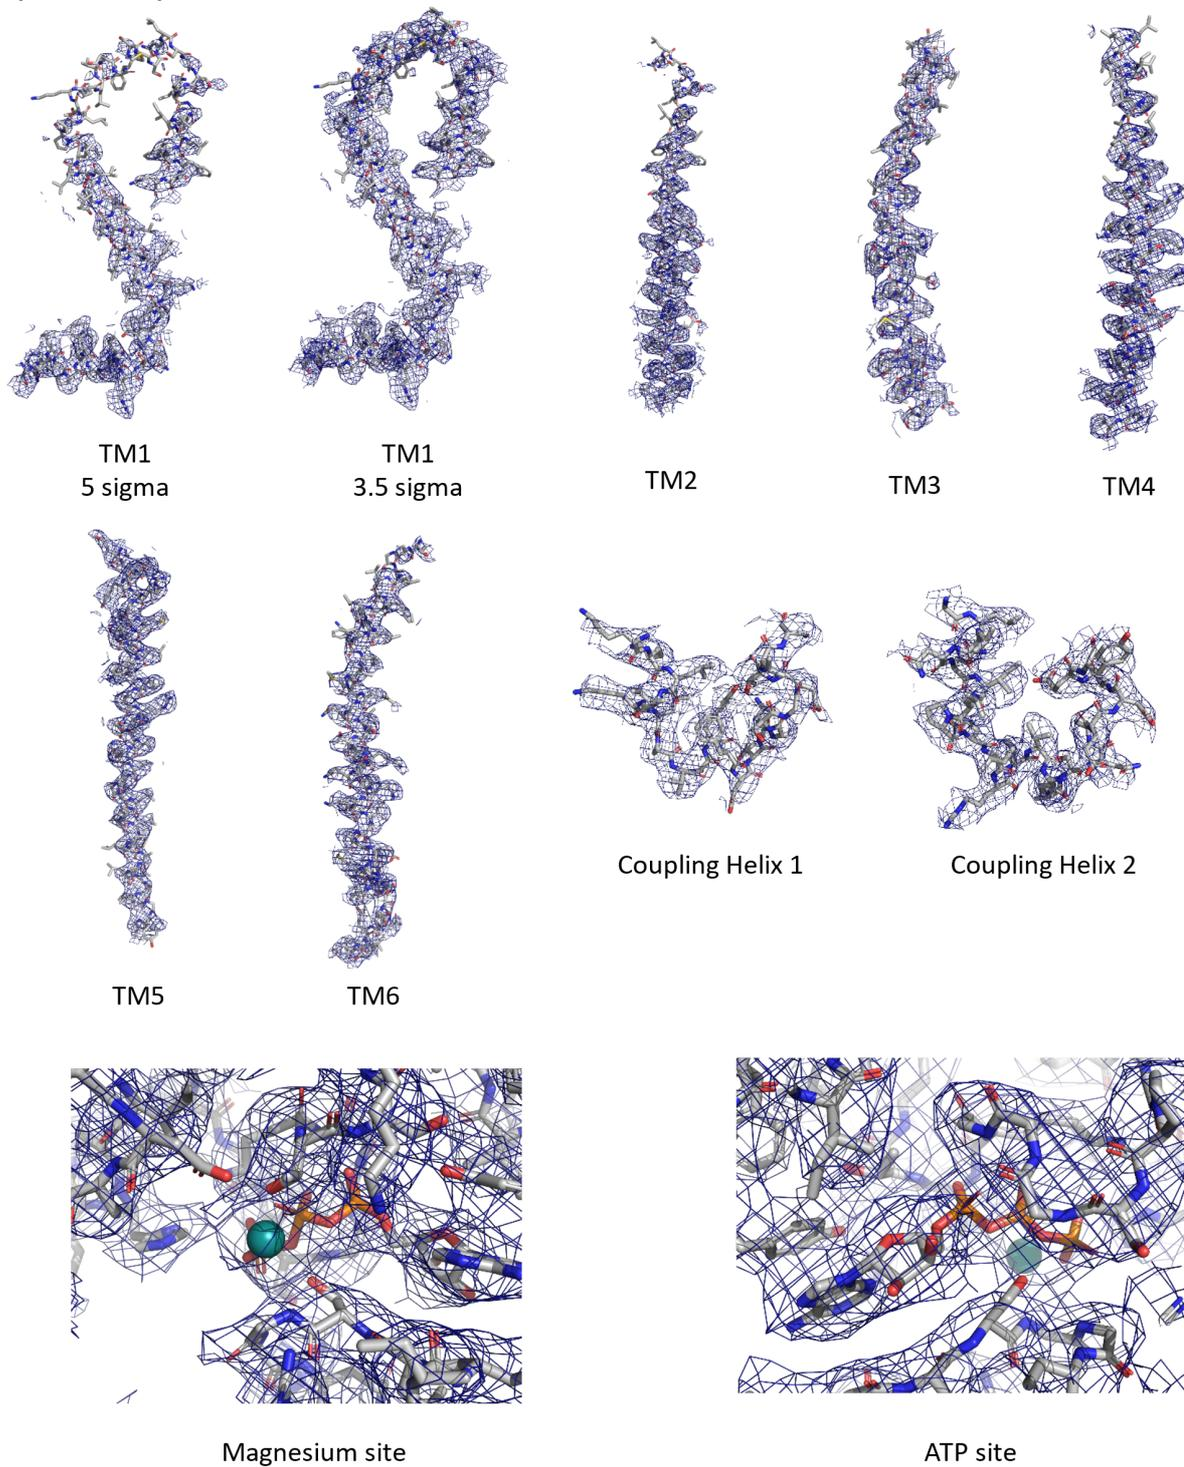 TM1
5 sigma
TM1
3.5 sigma
TM2
TM3
TM4
TM5
TM6
Coupling Helix 1
Coupling Helix 2
Magnesium site
ATP site